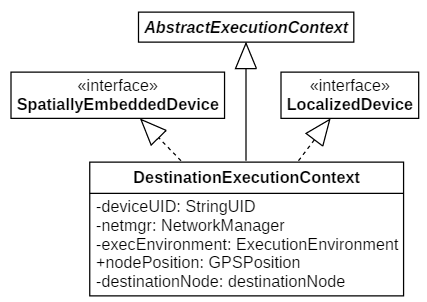 AbstractExecutionContext
«interface»
SpatiallyEmbeddedDevice
«interface»
LocalizedDevice
DestinationExecutionContext
-deviceUID: StringUID
-netmgr: NetworkManager
-execEnvironment: ExecutionEnvironment
+nodePosition: GPSPosition
-destinationNode: destinationNode